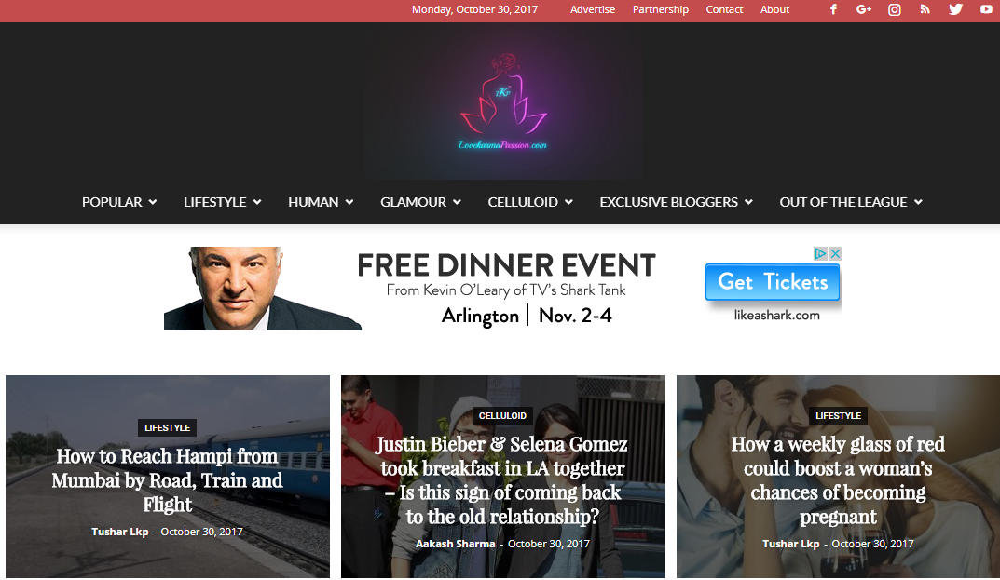 Monday, October 30, 2017 Advertise Partnership Contact About
LKP
LovekarmaPassion.com
POPULAR LIFESTYLE HUMAN GLAMOUR CELLULOID EXCLUSIVE BLOGGERS OUT OF THE LEAGUE
FREE DINNER EVENT
From Kevin O'Leary of TV's Shark Tank
Arlington | Nov. 2-4
Get Tickets
likeashark.com
LIFESTYLE
How to Reach Hampi from
Mumbai by Road, Train and
Flight
Tushar Lkp - October 30, 2017
CELLULOID
Justin Bieber & Selena Gomez
took breakfast in LA together
– Is this sign of coming back
to the old relationship?
Aakash Sharma - October 30, 2017
LIFESTYLE
How a weekly glass of red
could boost a woman's
chances of becoming
pregnant
Tushar Lkp - October 30, 2017